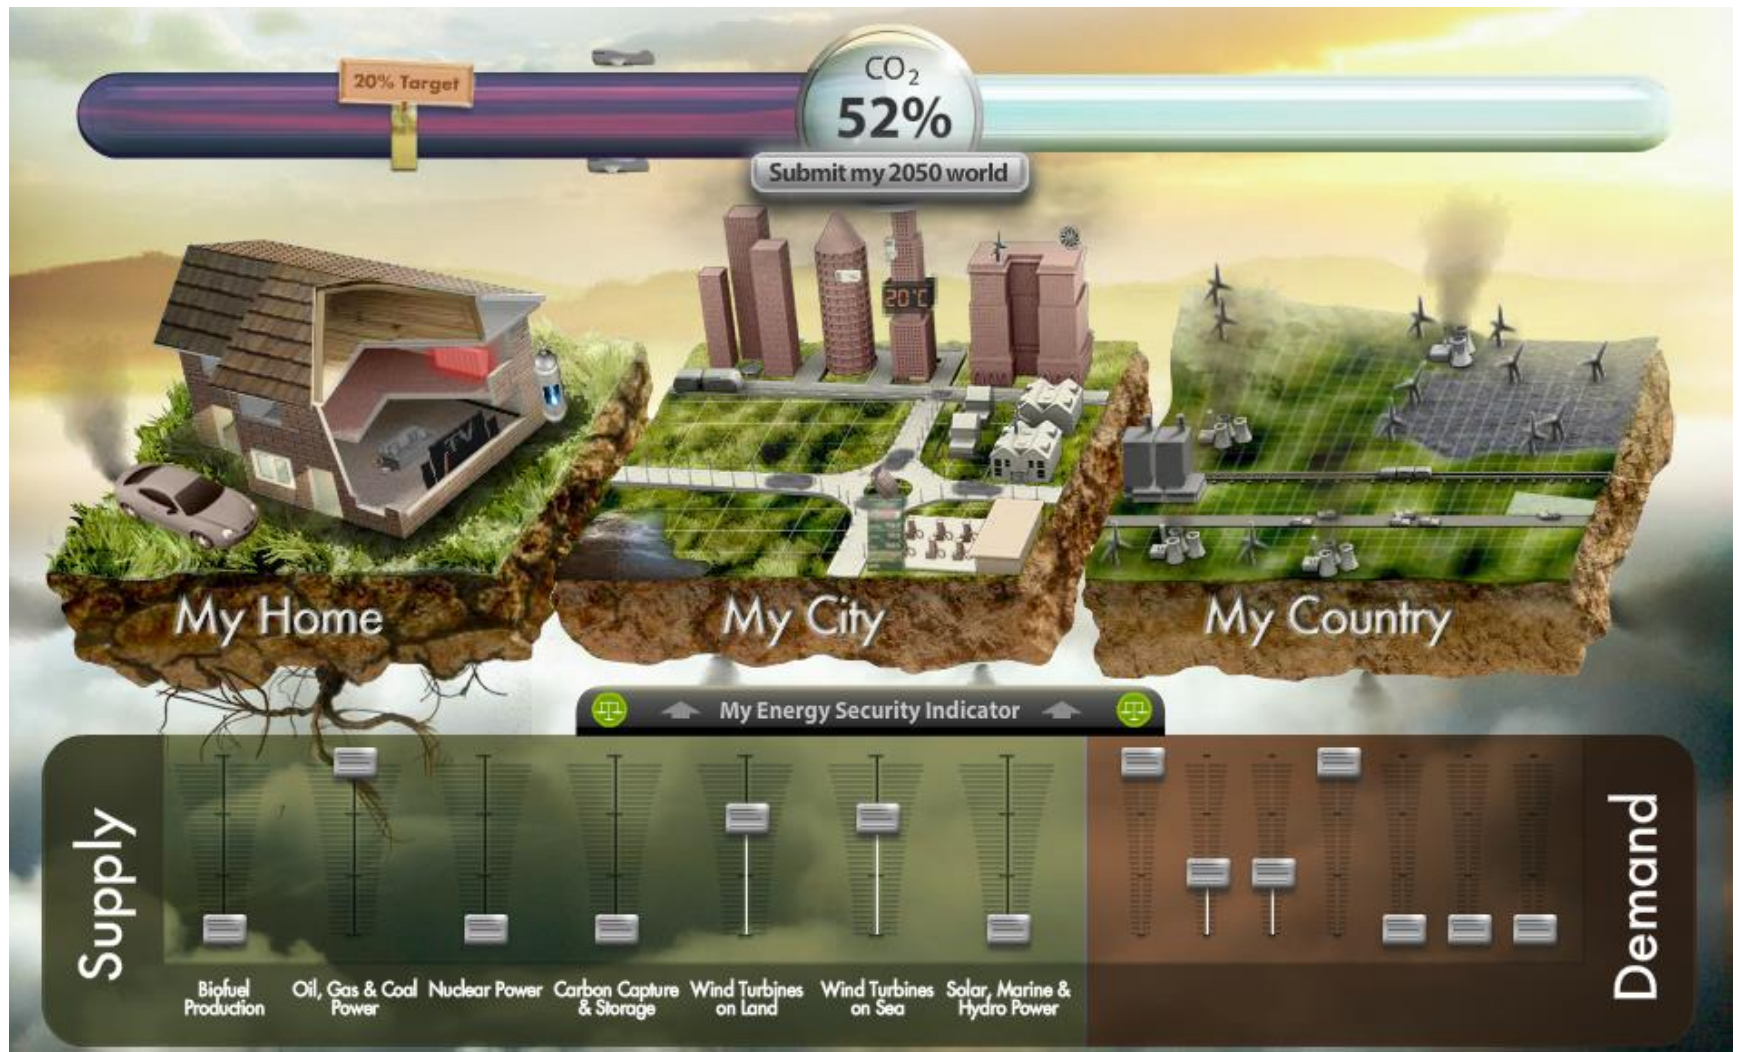 20% Target
CO2
52%
Submit my 2050 world
20°C
TV
My Home
My City
My Country
My Energy Security Indicator
Supply
Biofuel
Production
Oil, Gas & Coal
Power
Nuclear Power
Carbon Capture
& Storage
Wind Turbines
on Land
Wind Turbines
on Sea
Solar, Marine &
Hydro Power
Demand